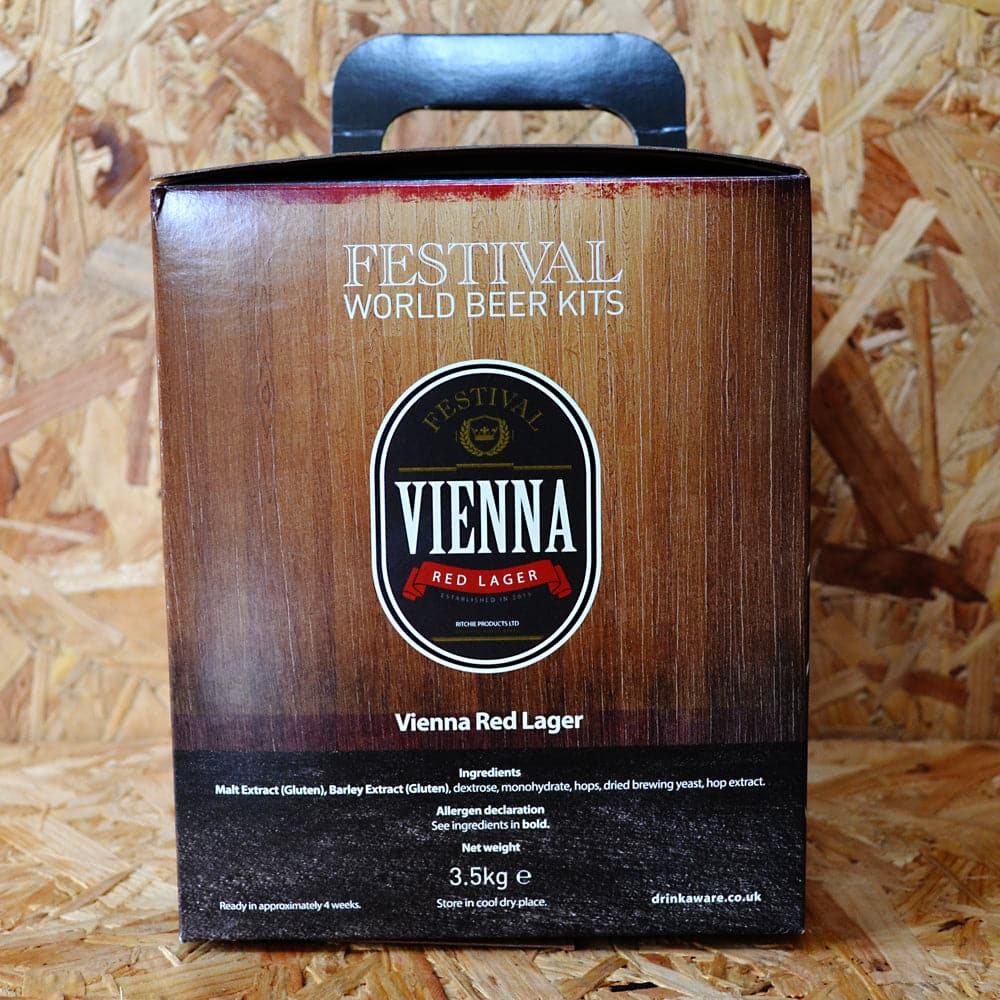 FESTIVAL
WORLD BEER KITS
FESTIVAL
VIENNA
RED LAGER
ESTABLISHED IN 2015
RITCHIE PRODUCTS LTD
Vienna Red Lager
Ingredients
Malt Extract (Gluten), Barley Extract (Gluten), dextrose, monohydrate, hops, dried brewing yeast, hop extract.
Allergen declaration
See ingredients in bold.
Net weight
3.5kg ℮
Ready in approximately 4 weeks.
Store in cool dry place.
drinkaware.co.uk